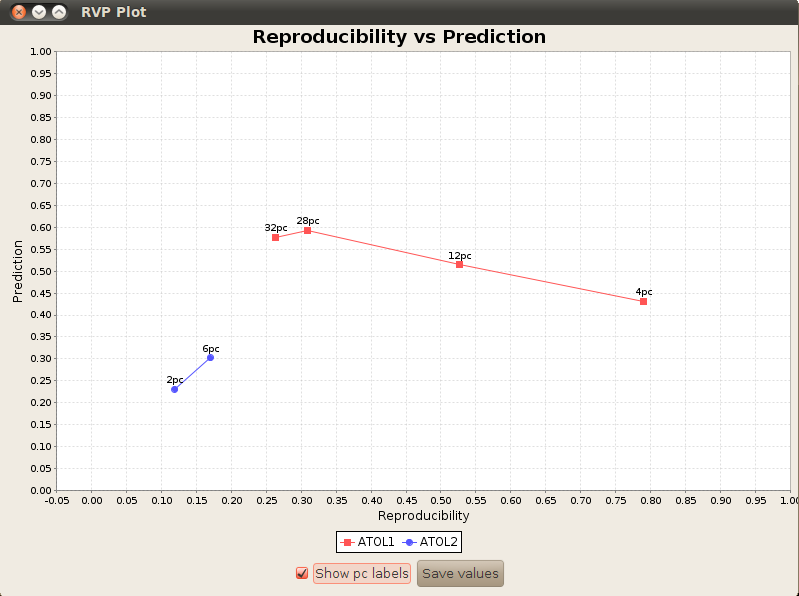 RVP Plot
Reproducibility vs Prediction
1.00
0.95
0.90
0.85
0.80
0.75
0.70
0.65
0.60
0.55
0.50
0.45
0.40
0.35
0.30
0.25
0.20
0.15
0.10
0.05
0.00
Prediction
32pc
28pc
12pc
4pc
6pc
2pc
-0.05 0.00 0.05 0.10 0.15 0.20 0.25 0.30 0.35 0.40 0.45 0.50 0.55 0.60 0.65 0.70 0.75 0.80 0.85 0.90 0.95 1.00
Reproducibility
ATOL1 ATOL2
Show pc labels Save values